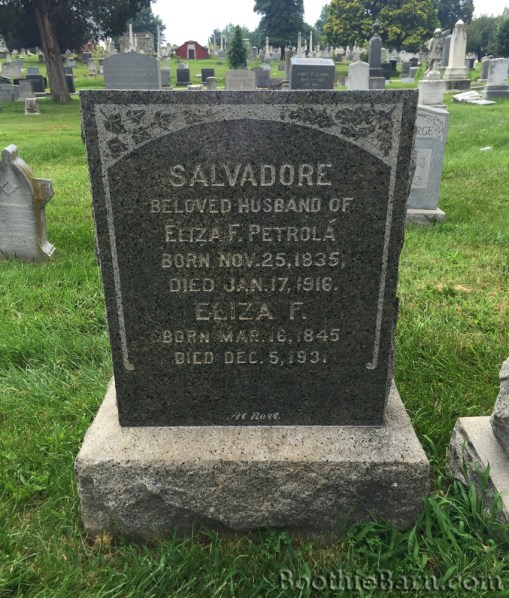 SALVADORE
BELOVED HUSBAND OF
ELIZA F. PETROLÁ
BORN NOV. 25, 1835,
DIED JAN. 17, 1916.
ELIZA F.
BORN MAR. 16, 1845
DIED DEC. 5, 1931
At Rest.
RGE
BoothieBarn.com